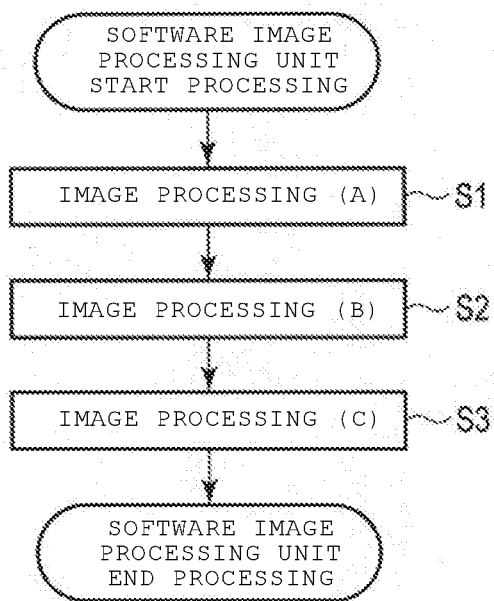 SOFTWARE IMAGE
PROCESSING UNIT
START PROCESSING
IMAGE PROCESSING (A)
S1
IMAGE PROCESSING (B)
S2
IMAGE PROCESSING (C)
S3
SOFTWARE IMAGE
PROCESSING UNIT
END PROCESSING